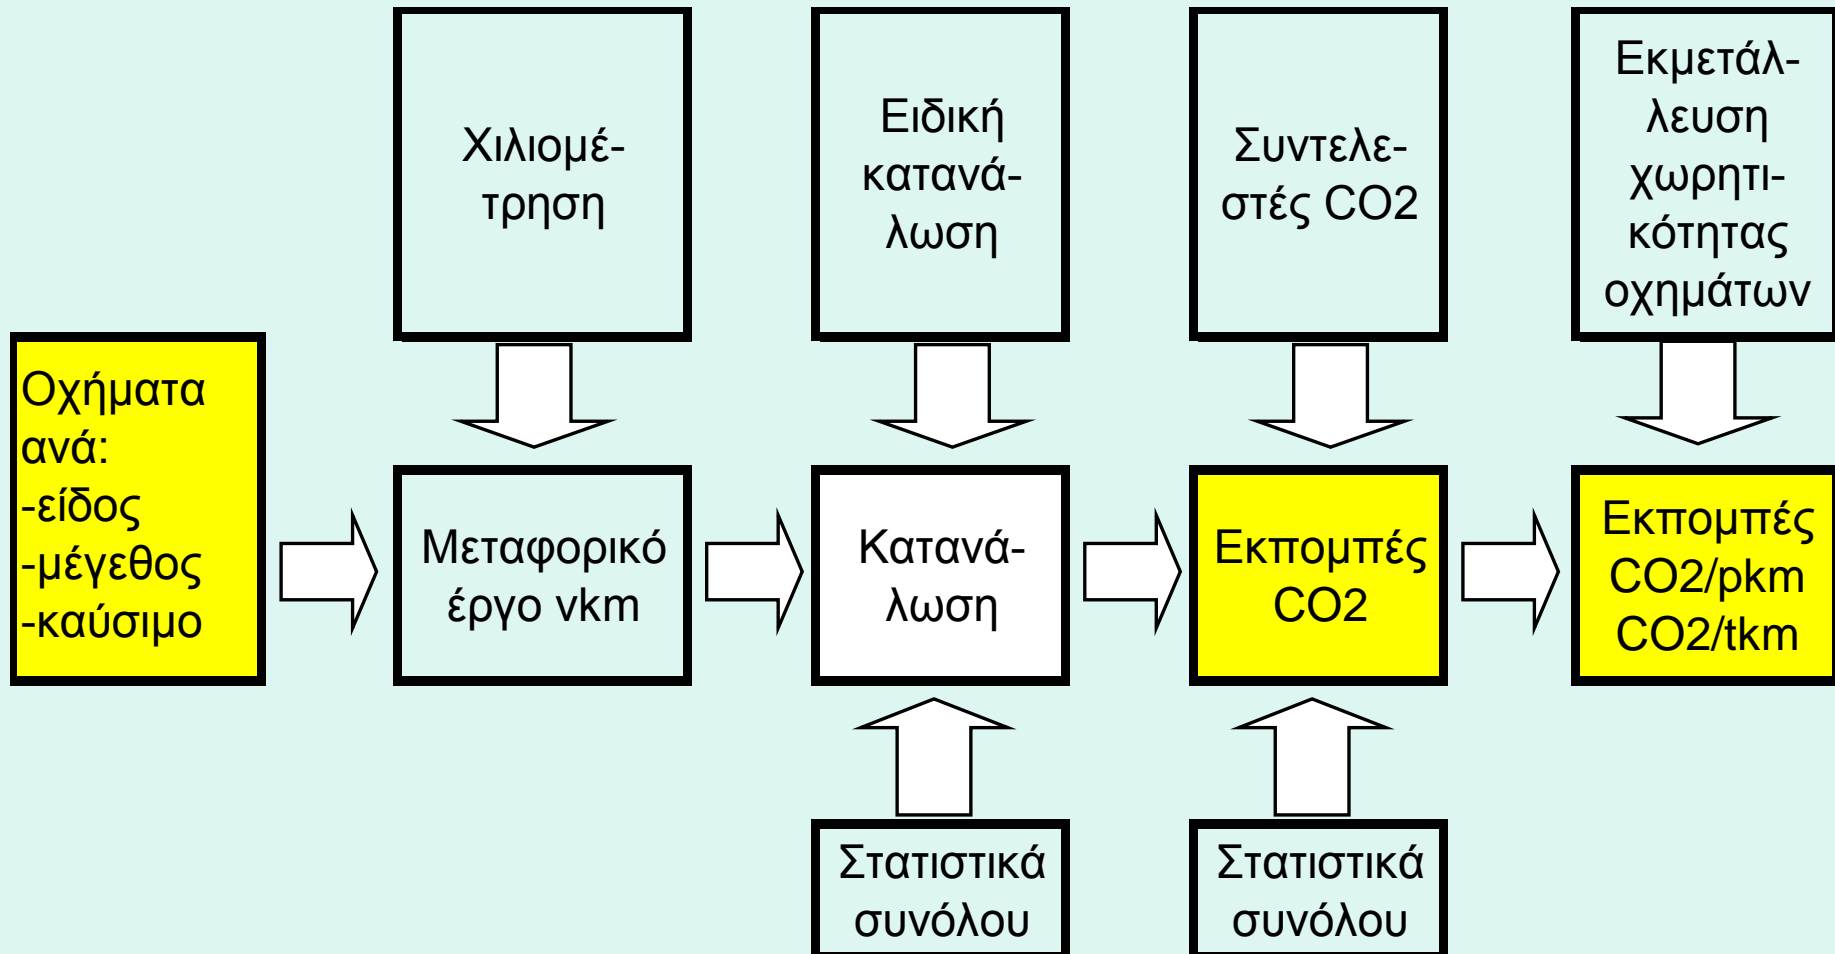 Χιλιομέ-
τρηση
Ειδική
κατανά-
λωση
Συντελε-
στές CO2
Εκμετάλ-
λευση
χωρητι-
κότητας
οχημάτων
Οχήματα
ανά:
-είδος
-μέγεθος
-καύσιμο
Μεταφορικό
έργο vkm
Κατανά-
λωση
Εκπομπές
CO2
Εκπομπές
CO2/pkm
CO2/tkm
Στατιστικά
συνόλου
Στατιστικά
συνόλου